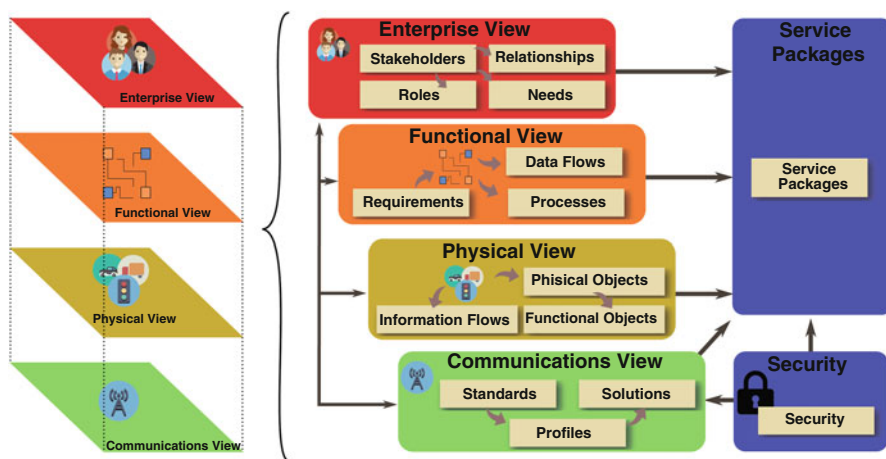 Enterprise View
Functional View
Physical View
Communications View
Enterprise View
Stakeholders
Relationships
Roles
Needs
Functional View
Data Flows
Requirements
Processes
Physical View
Phisical Objects
Information Flows
Functional Objects
Communications View
Standards
Solutions
Profiles
Service
Packages
Service
Packages
Security
Security